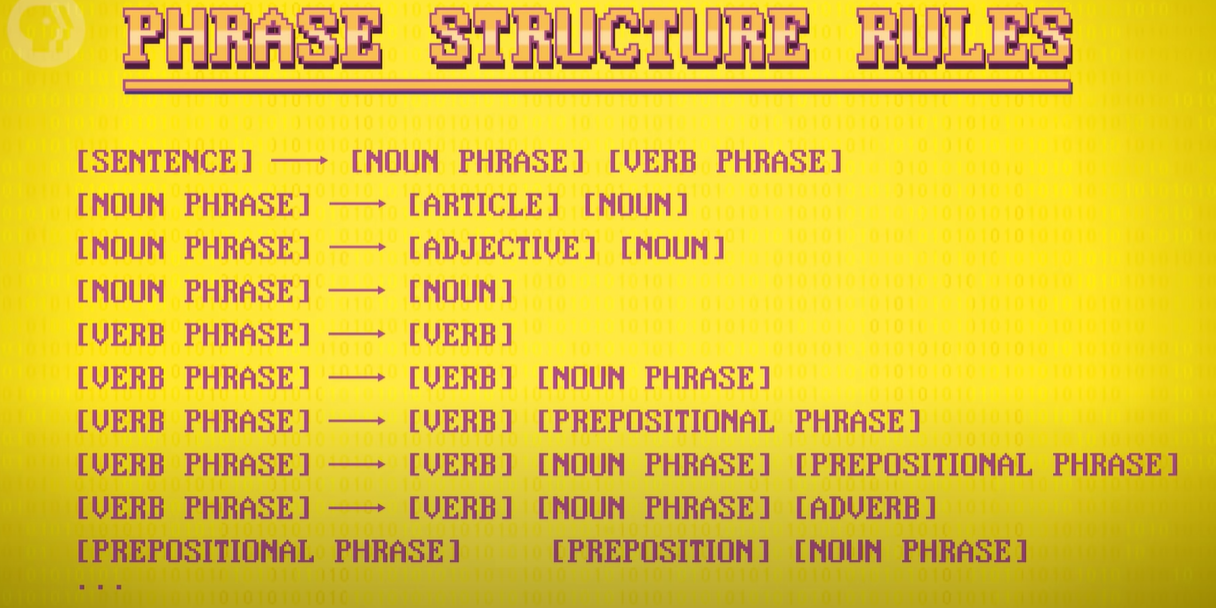 PHRASE STRUCTURE RULES
[SENTENCE] ⟶ [NOUN PHRASE] [VERB PHRASE]
[NOUN PHRASE] ⟶ [ARTICLE] [NOUN]
[NOUN PHRASE] ⟶ [ADJECTIVE] [NOUN]
[NOUN PHRASE] ⟶ [NOUN]
[VERB PHRASE] ⟶ [VERB]
[VERB PHRASE] ⟶ [VERB] [NOUN PHRASE]
[VERB PHRASE] ⟶ [VERB] [PREPOSITIONAL PHRASE]
[VERB PHRASE] ⟶ [VERB] [NOUN PHRASE] [PREPOSITIONAL PHRASE]
[VERB PHRASE] ⟶ [VERB] [NOUN PHRASE] [ADVERB]
[PREPOSITIONAL PHRASE] [PREPOSITION] [NOUN PHRASE]
...